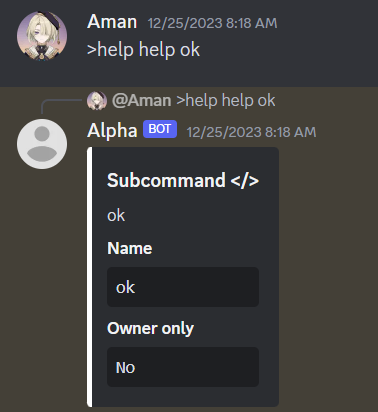 Aman 12/25/2023 8:18 AM
>help help ok
@Aman >help help ok
Alpha BOT 12/25/2023 8:18 AM
Subcommand </>
ok
Name
ok
Owner only
No